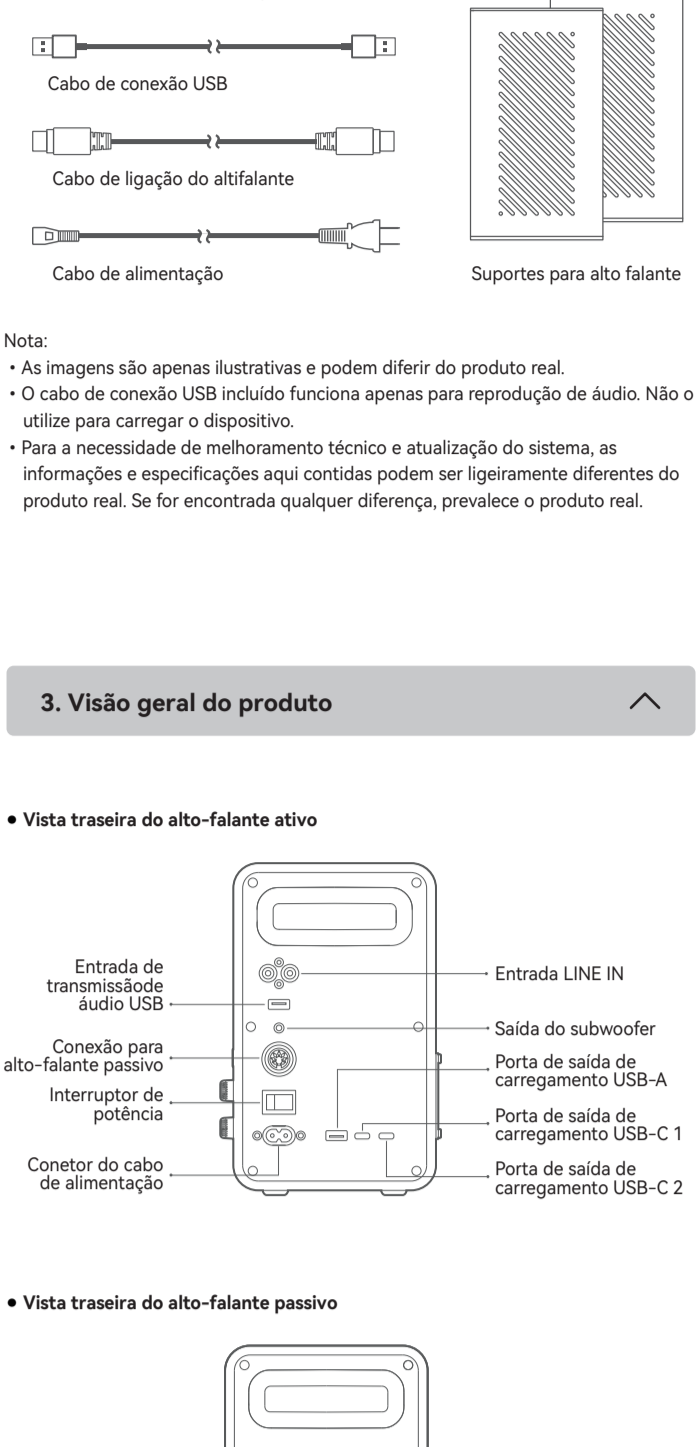 Cabo de conexão USB
Cabo de ligação do altifalante
Cabo de alimentação
Suportes para alto falante
Nota:
• As imagens são apenas ilustrativas e podem diferir do produto real.
• O cabo de conexão USB incluído funciona apenas para reprodução de áudio. Não o
utilize para carregar o dispositivo.
• Para a necessidade de melhoramento técnico e atualização do sistema, as
informações e especificações aqui contidas podem ser ligeiramente diferentes do
produto real. Se for encontrada qualquer diferença, prevalece o produto real.
3. Visão geral do produto
• Vista traseira do alto-falante ativo
Entrada de
transmissãode
áudio USB
Conexão para
alto-falante passivo
Interruptor de
potência
Conetor do cabo
de alimentação
Entrada LINE IN
Saída do subwoofer
Porta de saída de
carregamento USB-A
Porta de saída de
carregamento USB-C 1
Porta de saída de
carregamento USB-C 2
• Vista traseira do alto-falante passivo